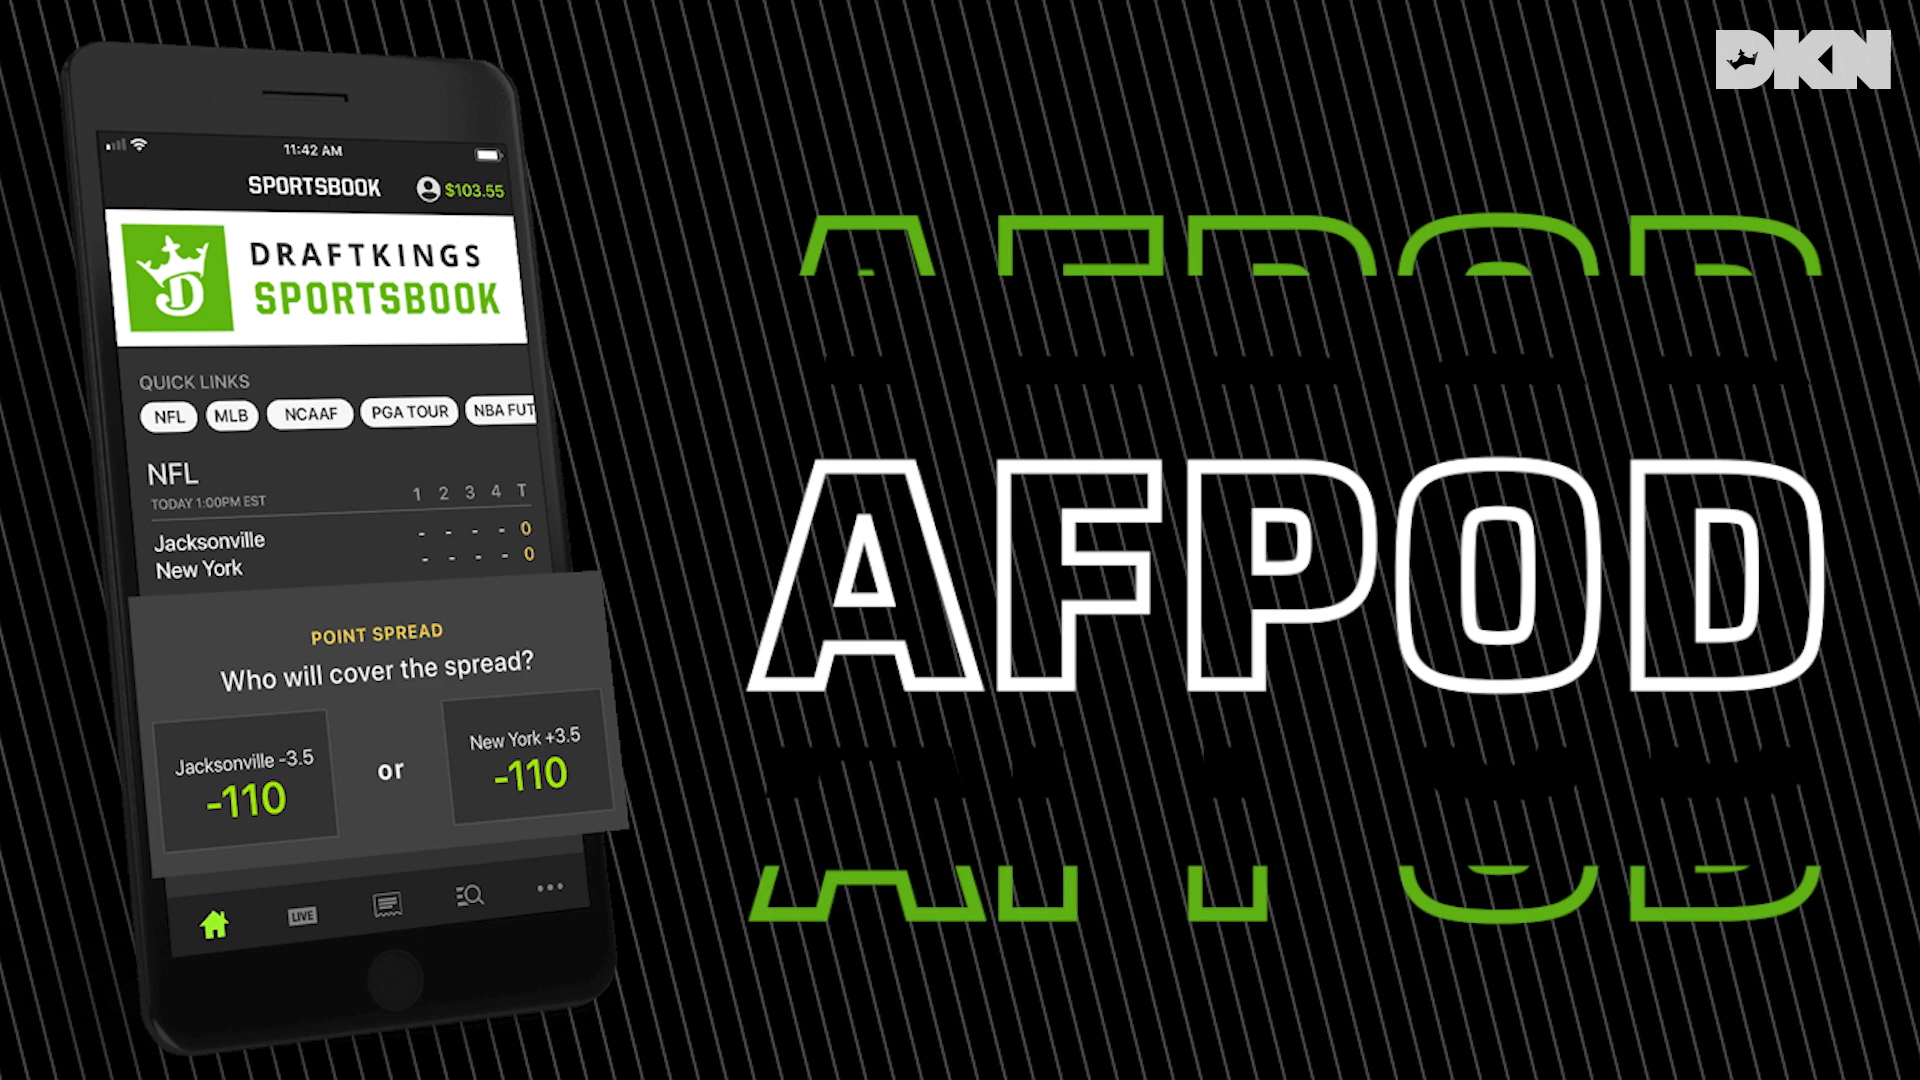 DKN
11:42 AM
SPORTSBOOK $103.55
DRAFTKINGS
SPORTSBOOK
QUICK LINKS
NFL MLB NCAAF PGA TOUR NBA FUT
NFL
TODAY 1:00PM EST 1 2 3 4 T
Jacksonville - - - - 0
New York - - - - 0
POINT SPREAD
Who will cover the spread?
Jacksonville -3.5 or New York +3.5
-110 -110
LIVE
AFPOD
AFPOD
AFPOD